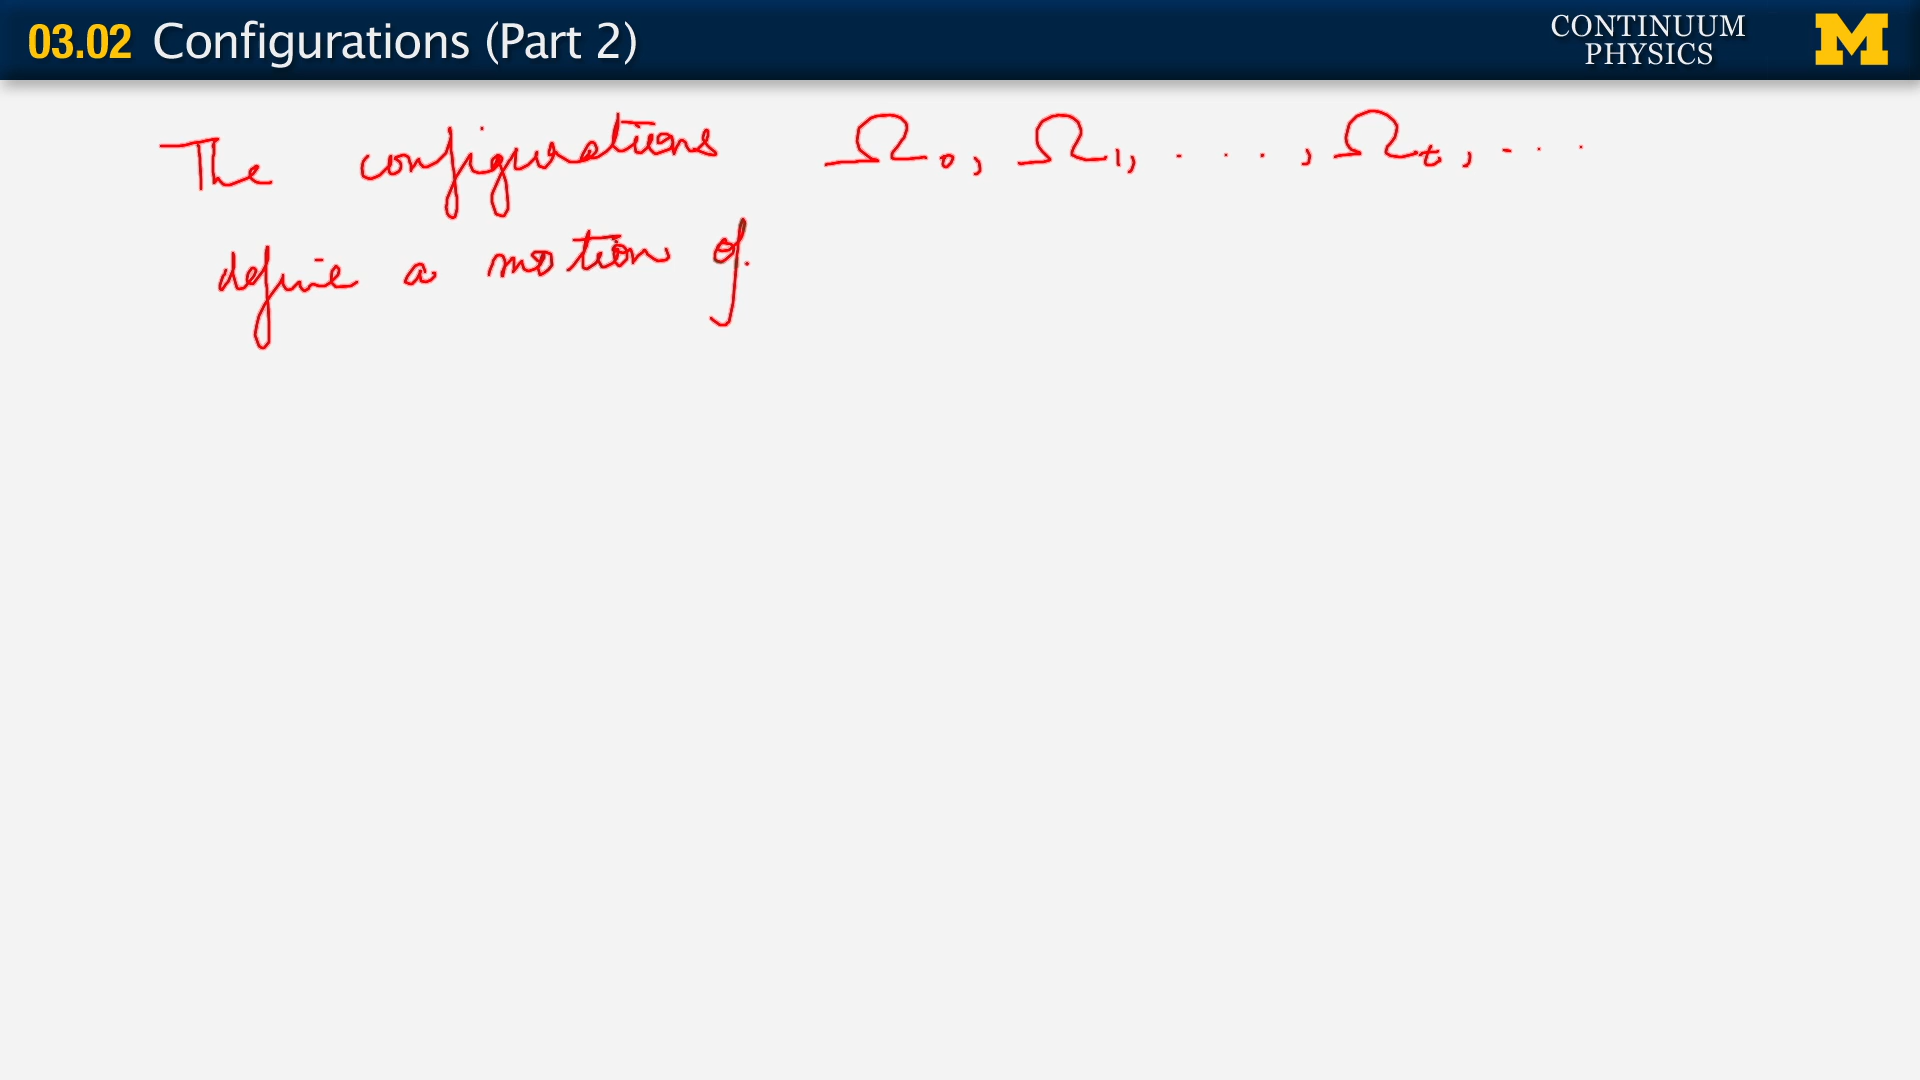 03.02 Configurations (Part 2)
CONTINUUM
PHYSICS
M
The configurations Ω₀, Ω₁, ...., Ωₜ, ...
define a motion of